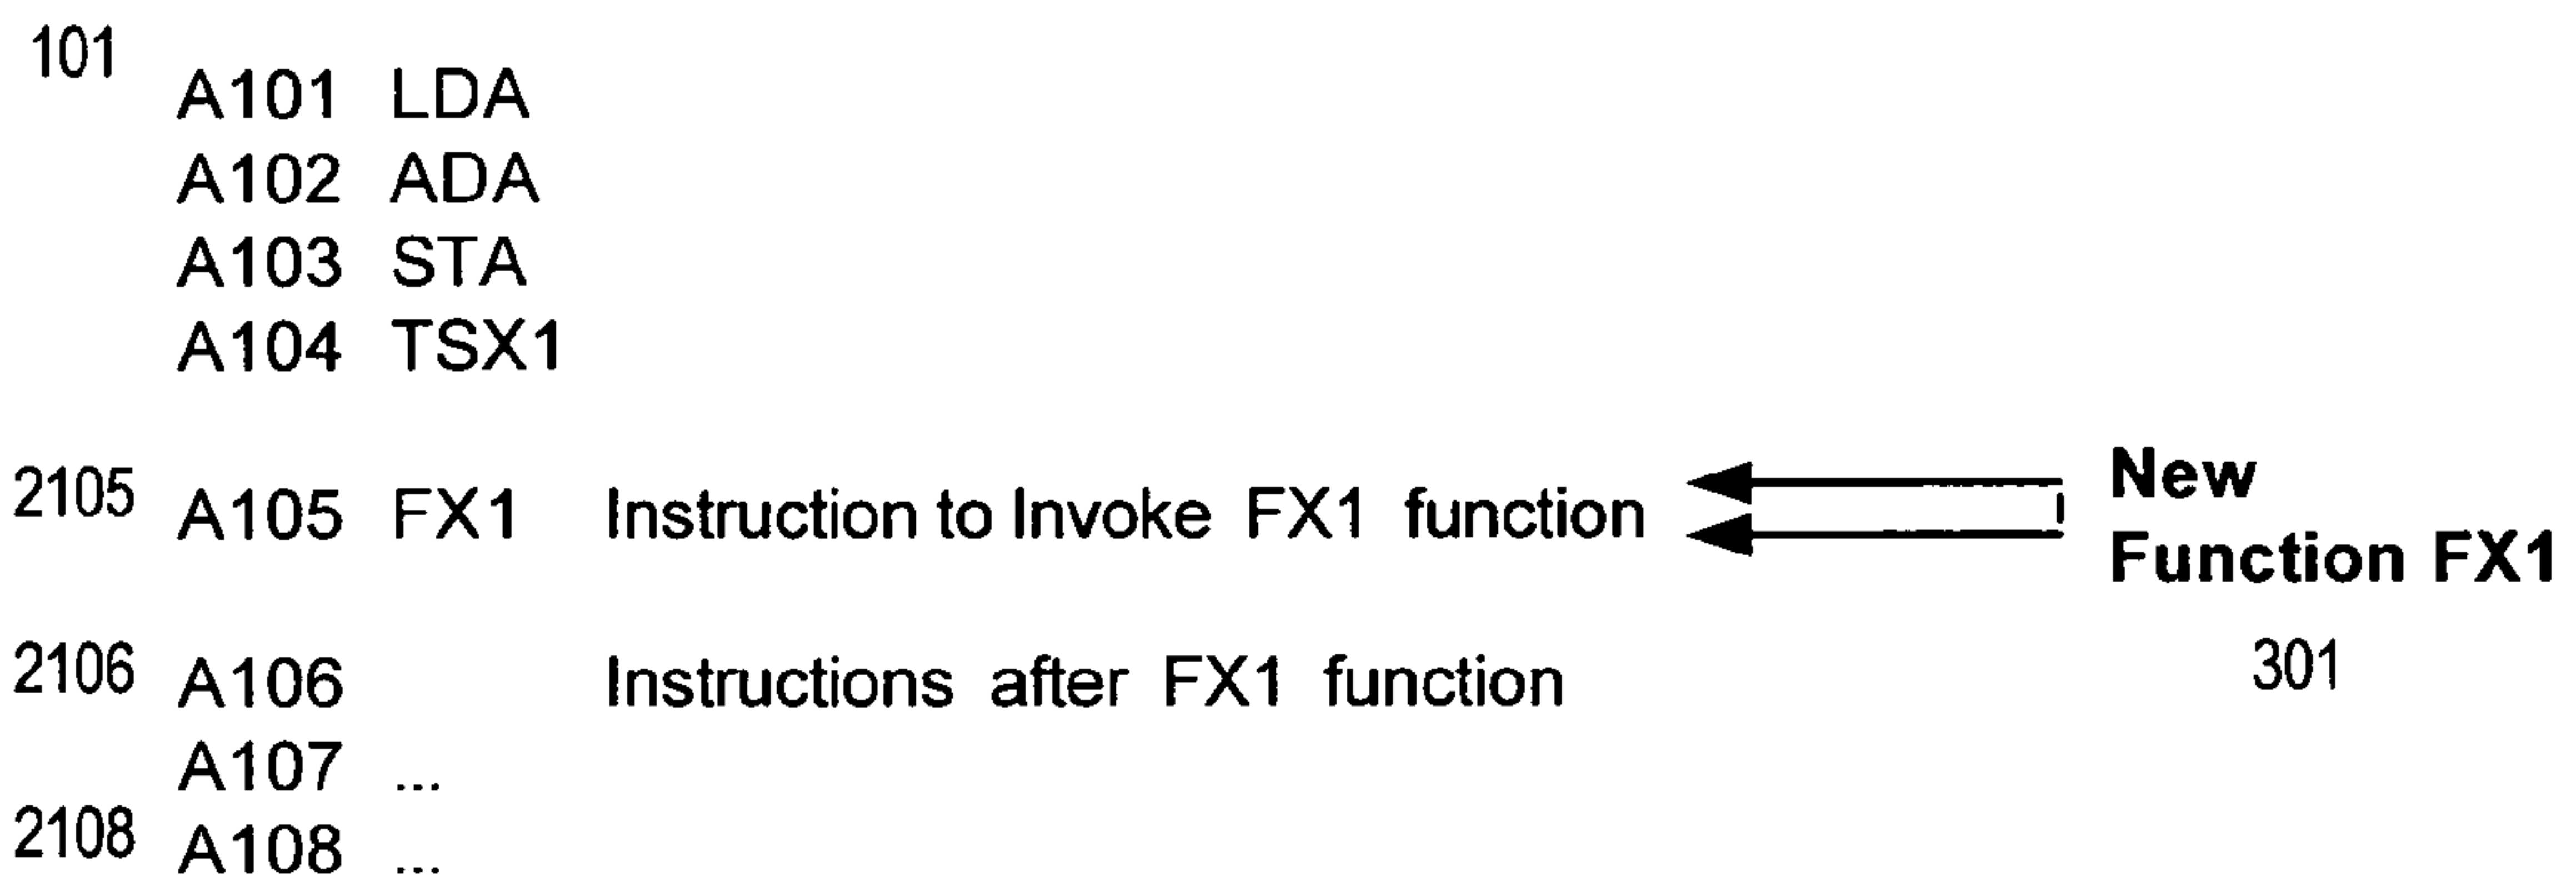 101
A101 LDA
A102 ADA
A103 STA
A104 TSX1
2105 A105 FX1 Instruction to Invoke FX1 function
New
Function FX1
2106 A106 Instructions after FX1 function
301
A107 ...
2108 A108 ...